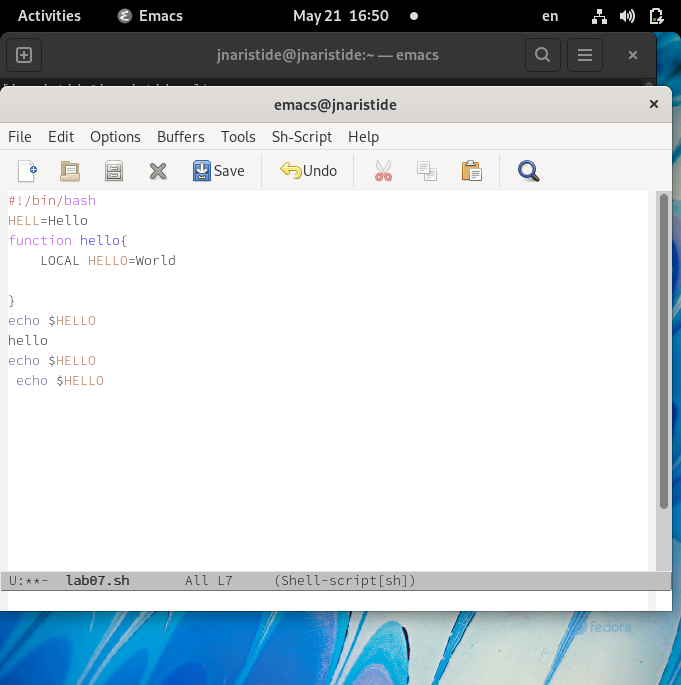 Activities Emacs May 21 16:50 en
jnaristide@jnaristide:~ — emacs
emacs@jnaristide
File Edit Options Buffers Tools Sh-Script Help
Save Undo
#!/bin/bash
HELL=Hello
function hello{
    LOCAL HELLO=World
}
echo $HELLO
hello
echo $HELLO
 echo $HELLO
U:**- lab07.sh All L7 (Shell-script[sh])
fedora